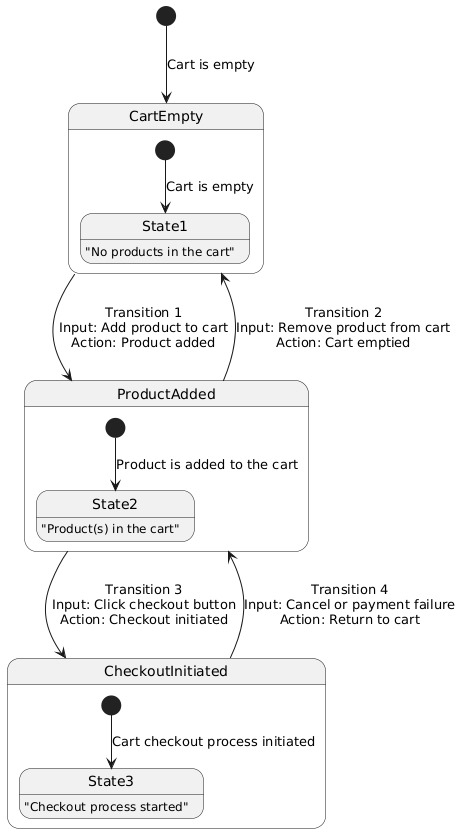 Cart is empty
CartEmpty
Cart is empty
State1
"No products in the cart"
Transition 1
Input: Add product to cart
Action: Product added
Transition 2
Input: Remove product from cart
Action: Cart emptied
ProductAdded
Product is added to the cart
State2
"Product(s) in the cart"
Transition 3
Input: Click checkout button
Action: Checkout initiated
Transition 4
Input: Cancel or payment failure
Action: Return to cart
CheckoutInitiated
Cart checkout process initiated
State3
"Checkout process started"